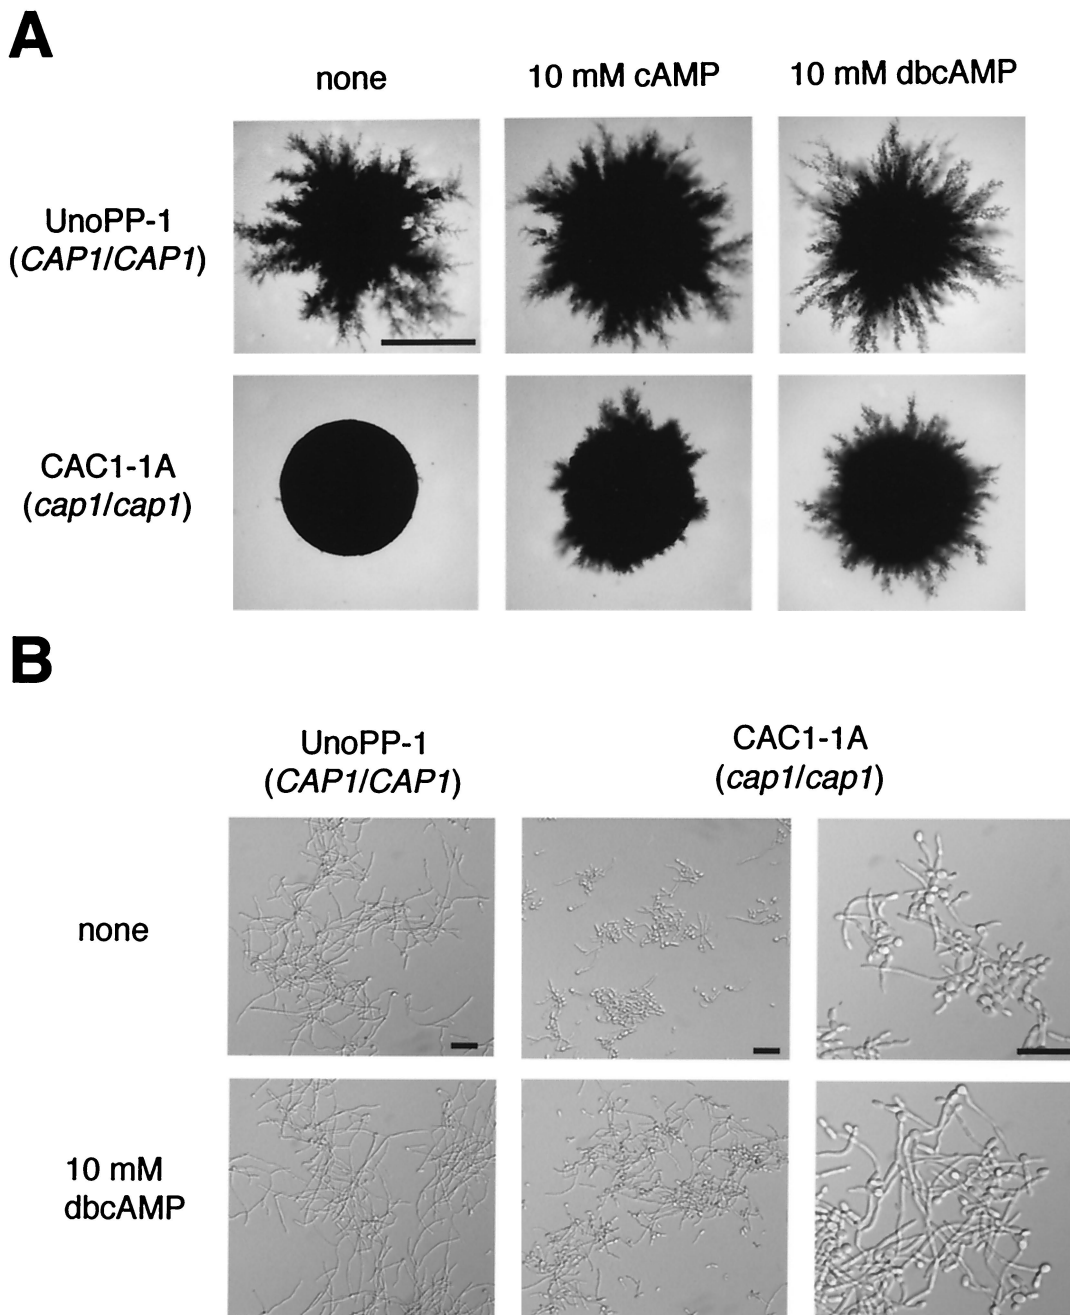 A
none
10 mM cAMP
10 mM dbcAMP
UnoPP-1
(CAP1/CAP1)
CAC1-1A
(cap1/cap1)
B
UnoPP-1
(CAP1/CAP1)
CAC1-1A
(cap1/cap1)
none
10 mM
dbcAMP